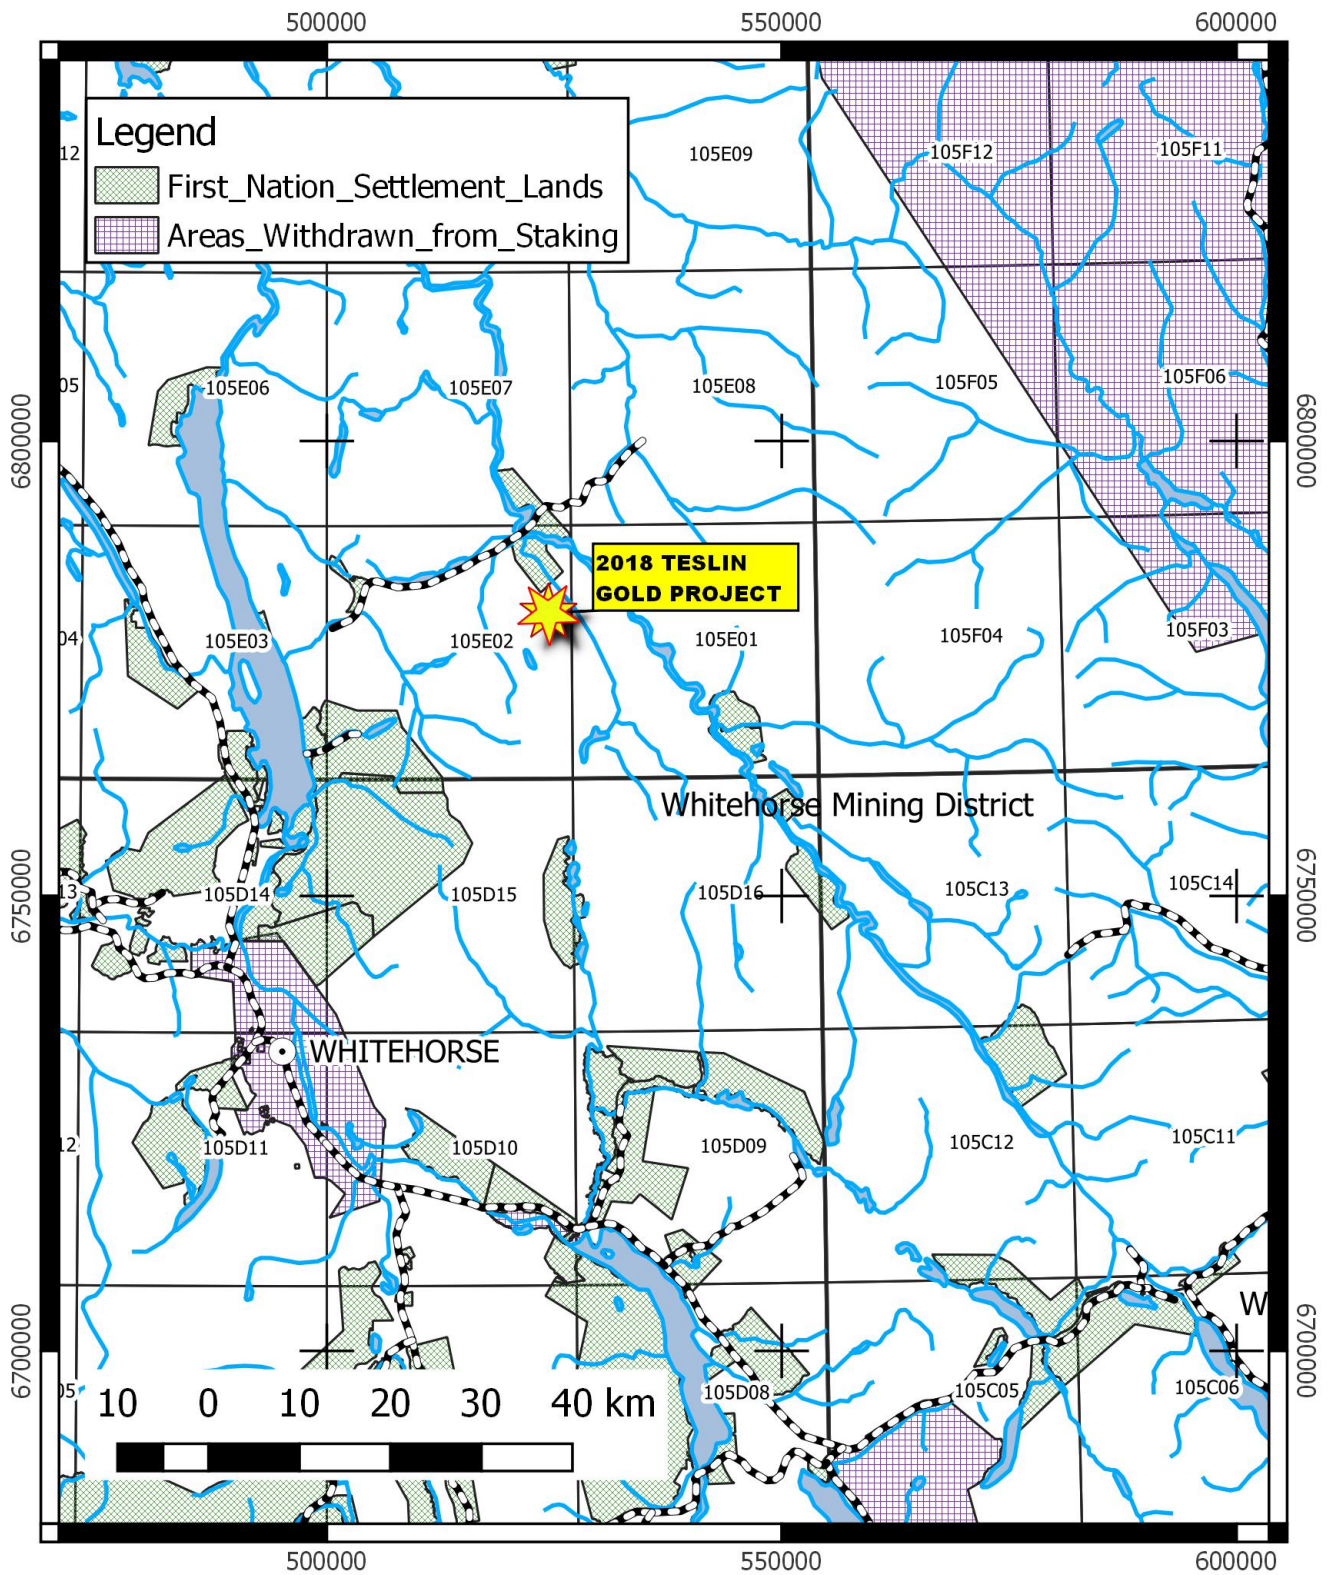 500000
550000
600000
Legend
First_Nation_Settlement_Lands
Areas_Withdrawn_from_Staking
12
105E09
105F12
105F11
05
105E06
105E07
105E08
105F05
105F06
6800000
6800000
2018 TESLIN
GOLD PROJECT
04
105E03
105E02
105E01
105F04
105F03
Whitehorse Mining District
13
105D14
105D15
105D16
105C13
105C14
6750000
6750000
WHITEHORSE
12
105D11
105D10
105D09
105C12
105C11
W
6700000
6700000
05
105D08
105C05
105C06
10 0 10 20 30 40 km
500000
550000
600000